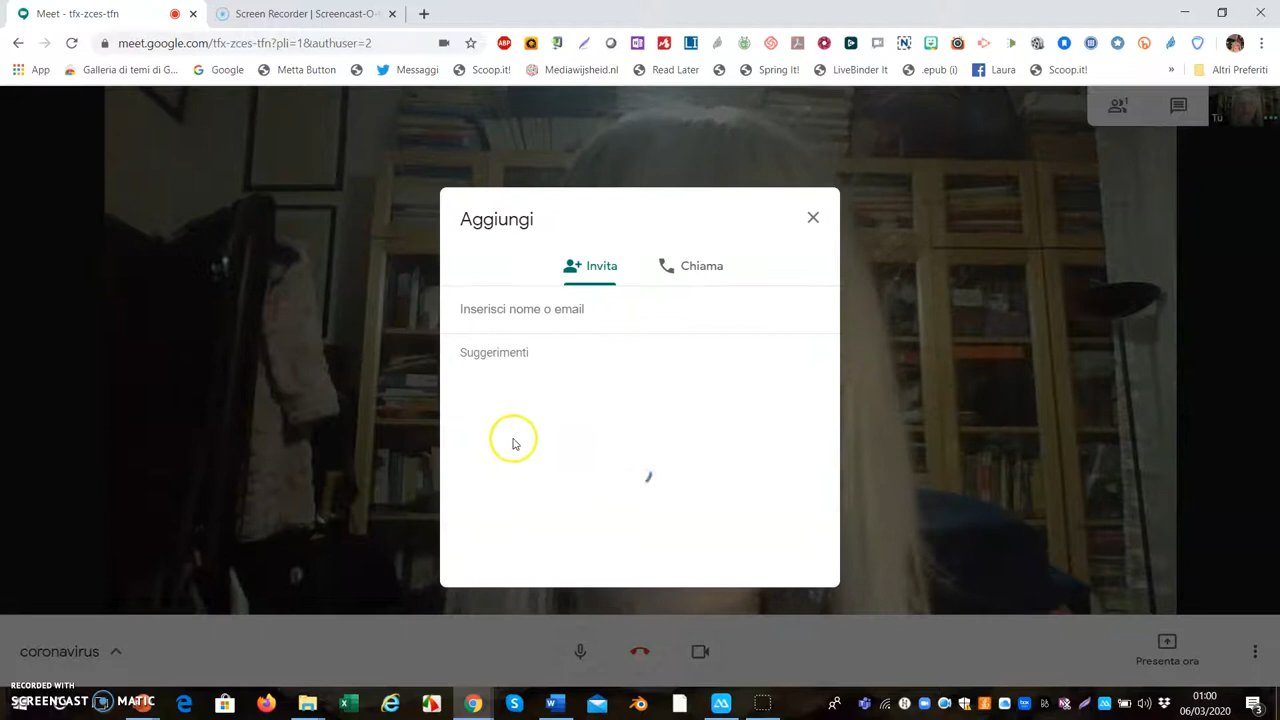 Meet - tfx-zces-tfn
Screen Recorder | Screencast-O-
meet.google.com/tfx-zces-tfn?pli=1&authuser=2
App
Galleria di temi di G...
Google
Metta Button
Messaggi
Scoop.it!
Mediawijsheid.nl
Read Later
Spring It!
LiveBinder It
.epub (i)
Laura
Scoop.it!
»
Altri Preferiti
1
Tu
Aggiungi
Invita
Chiama
Inserisci nome o email
Suggerimenti
coronavirus
Presenta ora
RECORDED WITH
SCREENCAST MATIC
01:00
06/03/2020
3